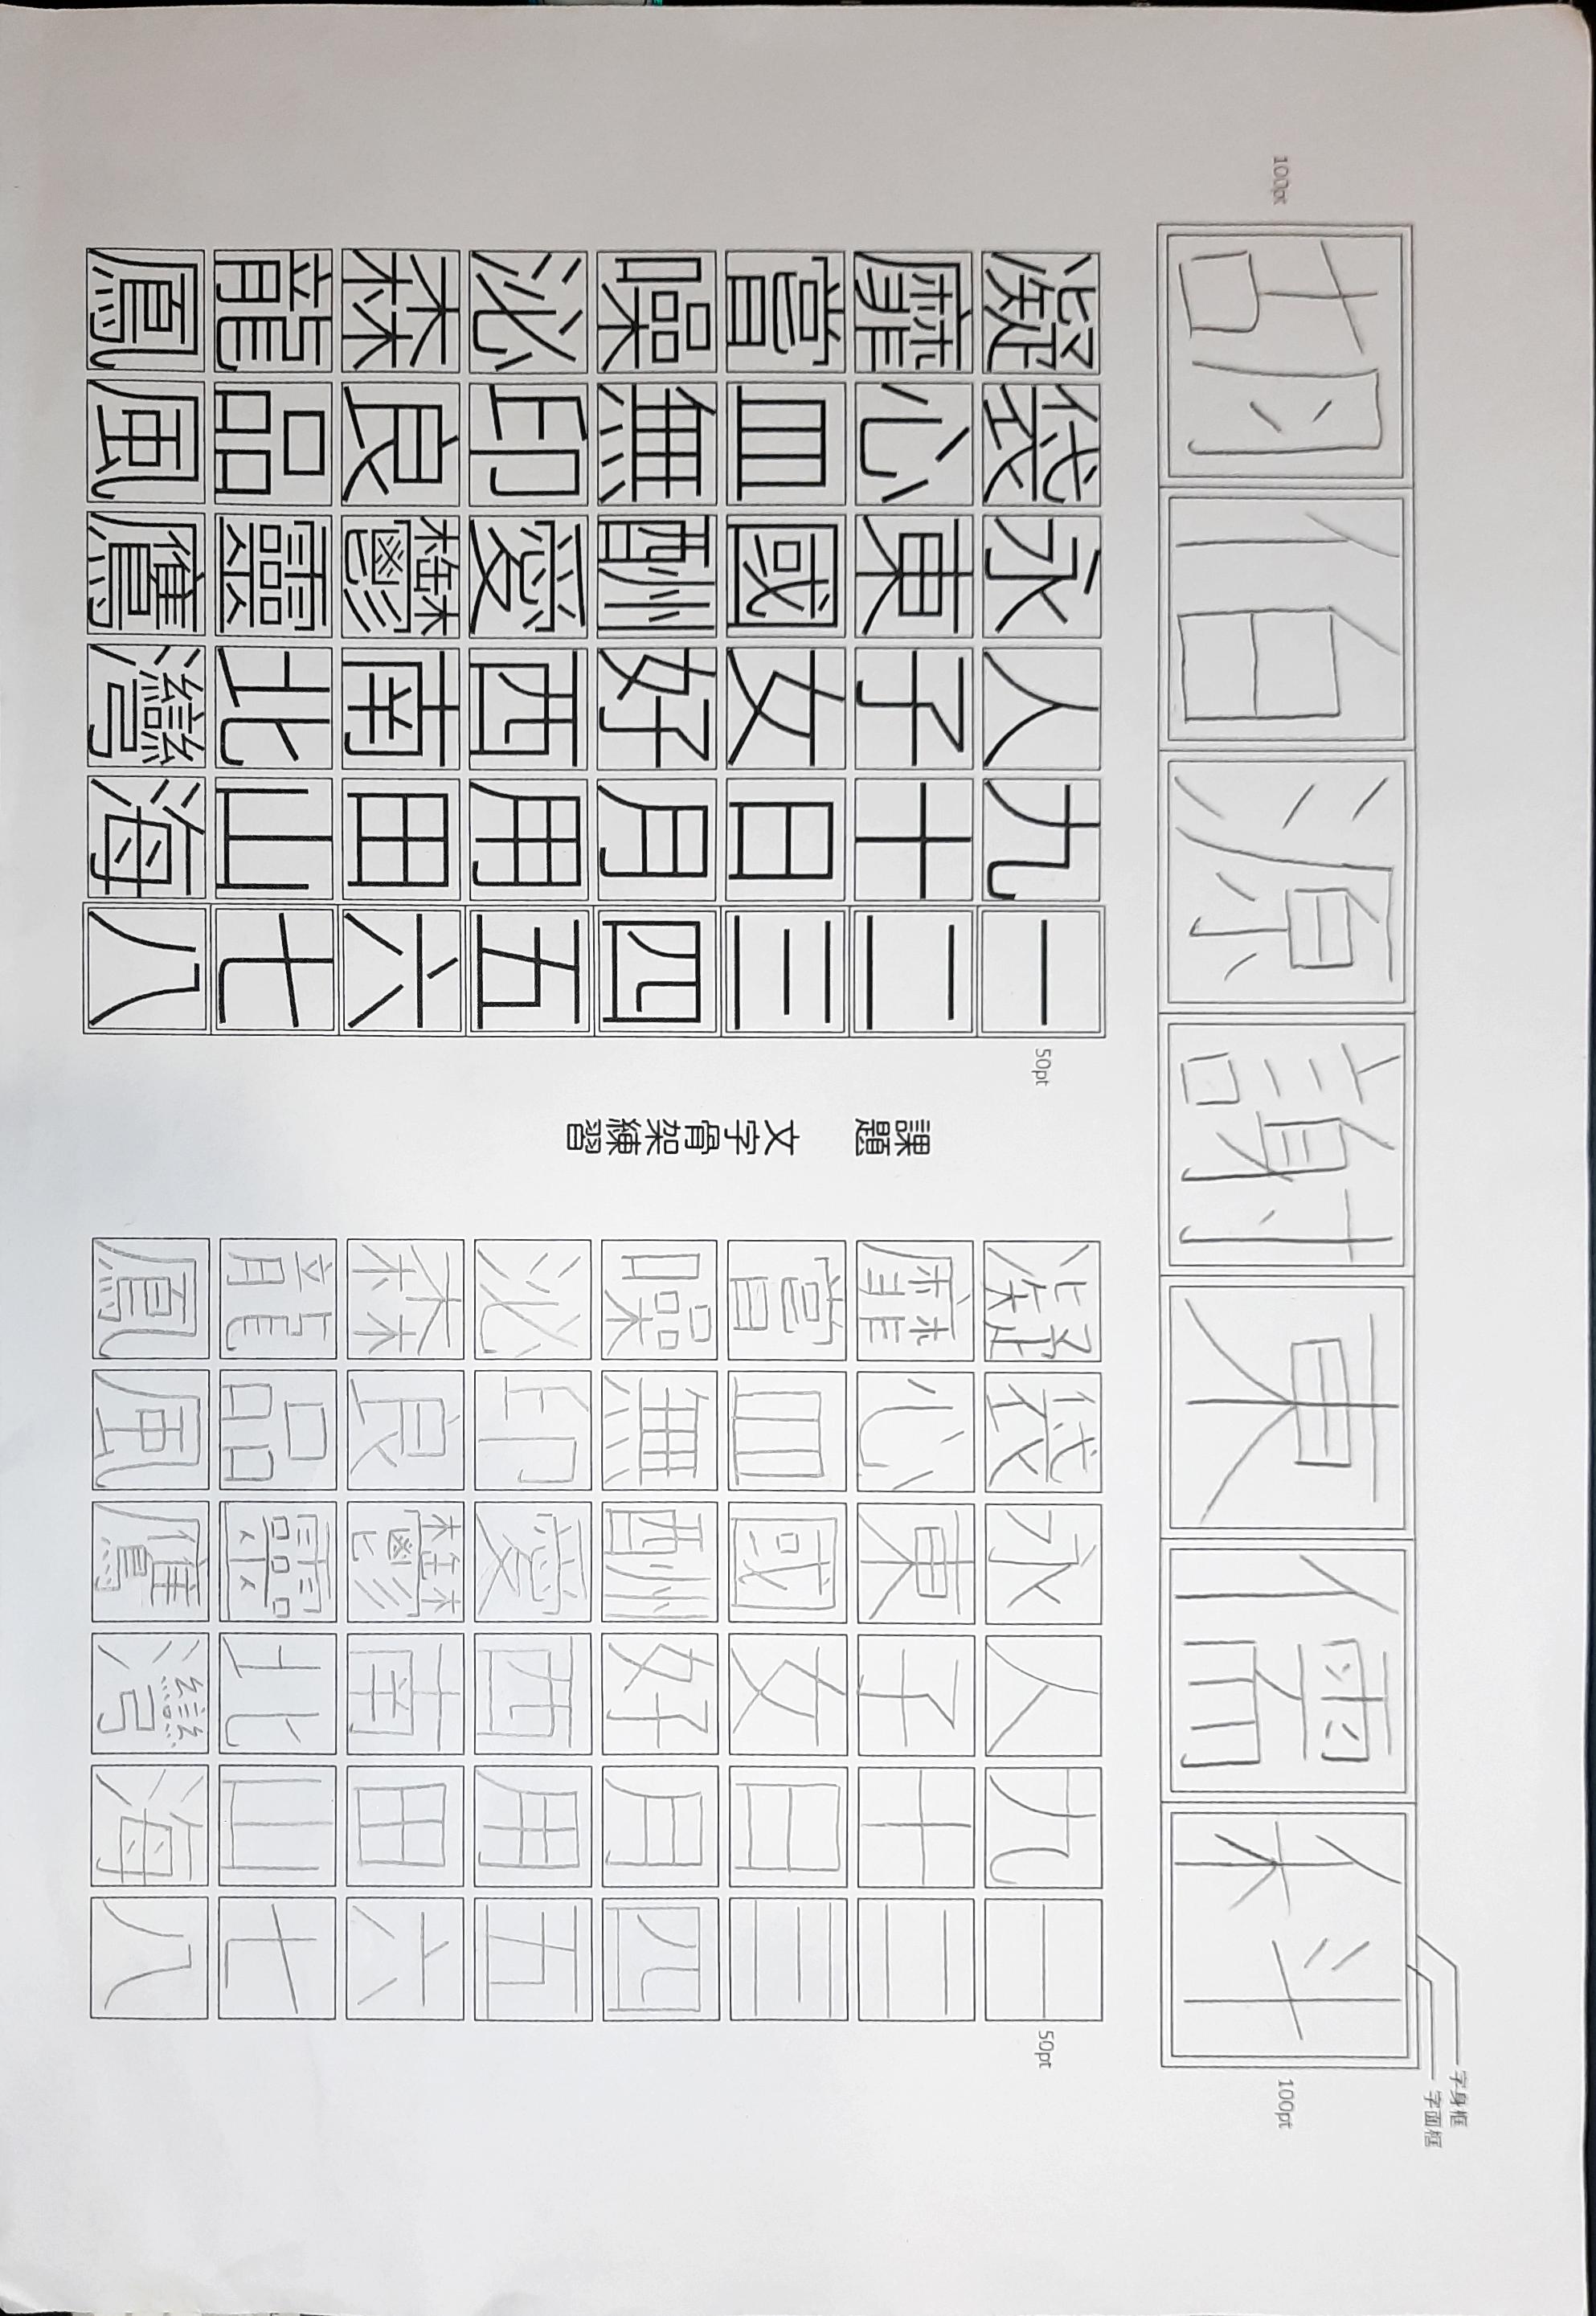 字身框
字面框
100pt
科儒東謝源伯胡
100pt
50pt
一二三四五六七八
九十日月用田山海
人子女好西南北灣
永東國酬愛鬱靈鷹
袋心皿無印良品風
凝靡嘗噪泌森龍鳳
課題 文字骨架練習
50pt
一二三四五六七八
九十日月用田山海
人子女好西南北灣
永東國酬愛鬱靈鷹
袋心皿無印良品風
凝靡嘗噪泌森龍鳳